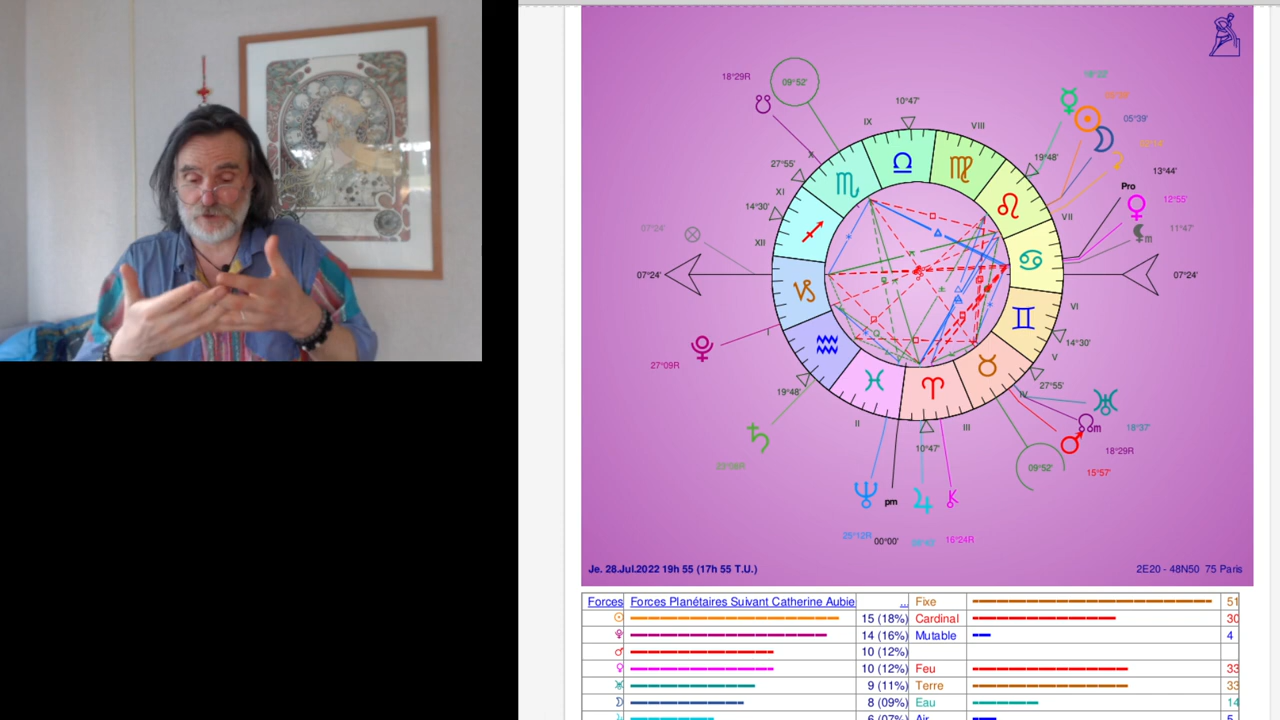 18°29R
09°52'
10°47'
IX
VIII
05°39'
27°55'
X
19°48'
13°44'
Pro
XI
12°55'
14°30'
VII
07°24'
11°47'
m
XII
07°24'
07°24'
VI
I
14°30'
V
27°09R
27°55'
19°48'
IV
m
II
III
18°37'
10°47'
18°29R
09°52'
15°57'
pm
25°12R
00°00'
16°24R
Je. 28.Jul.2022 19h 55 (17h 55 T.U.)
2E20 - 48N50 75 Paris
Forces Forces Planétaires Suivant Catherine Aubie ... Fixe 51
15 (18%) Cardinal 30
14 (16%) Mutable 4
10 (12%)
10 (12%) Feu 33
9 (11%) Terre 33
8 (09%) Eau 14
6 (07%) Air 5